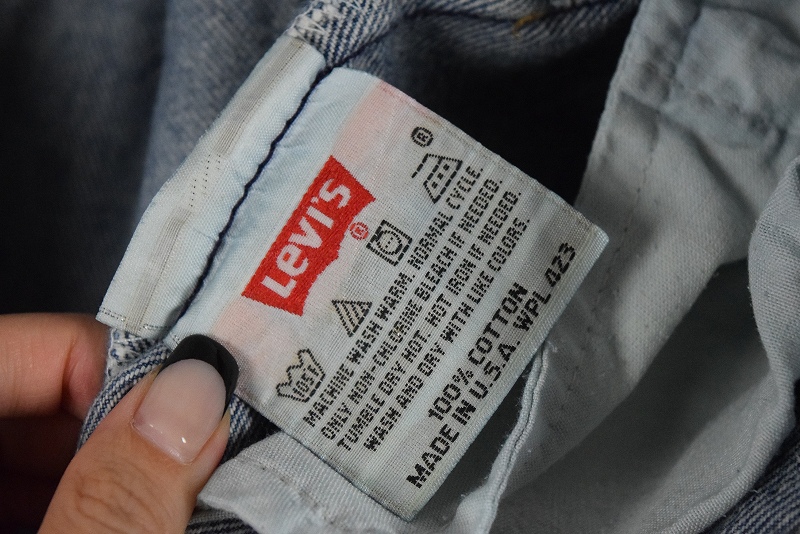 Levi's®
105F
®
MACHINE WASH WARM. NORMAL CYCLE.
ONLY NON-CHLORINE BLEACH IF NEEDED.
TUMBLE DRY HOT. HOT IRON IF NEEDED.
WASH AND DRY WITH LIKE COLORS.
100% COTTON
MADE IN U.S.A. WPL 423